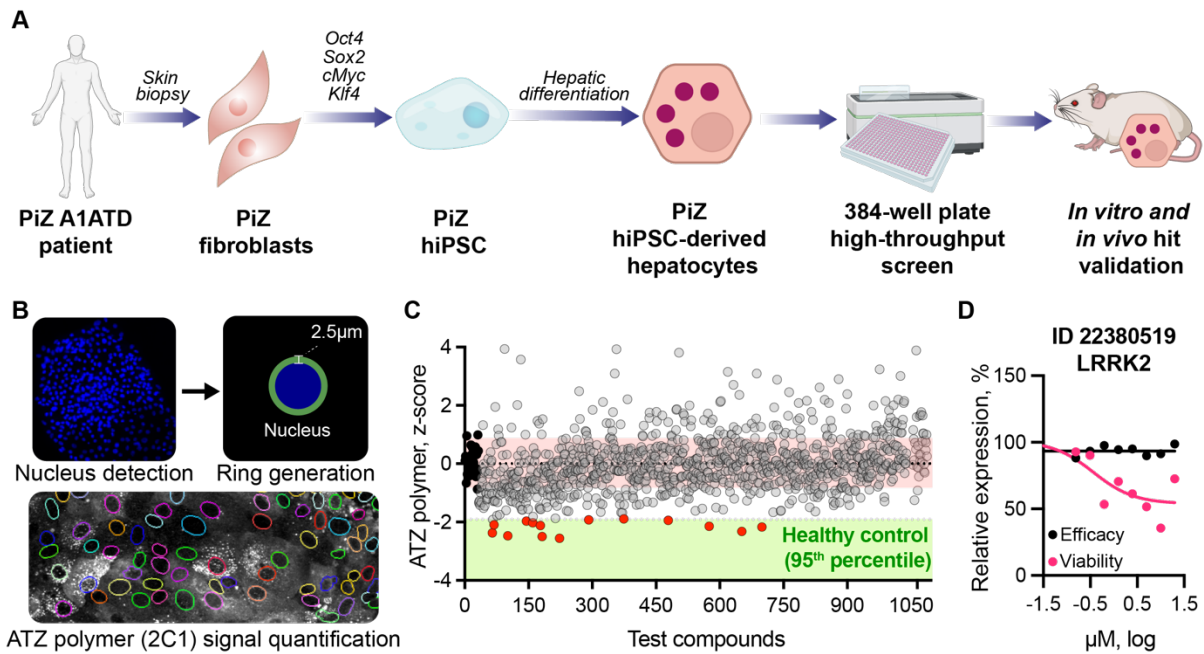 A
Skin
biopsy
Oct4
Sox2
cMyc
Klf4
Hepatic
differentiation
PiZ A1ATD
patient
PiZ
fibroblasts
PiZ
hiPSC
PiZ
hiPSC-derived
hepatocytes
384-well plate
high-throughput
screen
In vitro and
in vivo hit
validation
B
2.5µm
Nucleus
Nucleus detection
Ring generation
ATZ polymer (2C1) signal quantification
C
ATZ polymer, z-score
4
2
0
-2
-4
Healthy control
(95th percentile)
0 150 300 450 600 750 900 1050
Test compounds
D
ID 22380519
LRRK2
Relative expression, %
150
100
50
0
Efficacy
Viability
-1.5 -0.5 0.5 1.5
µM, log